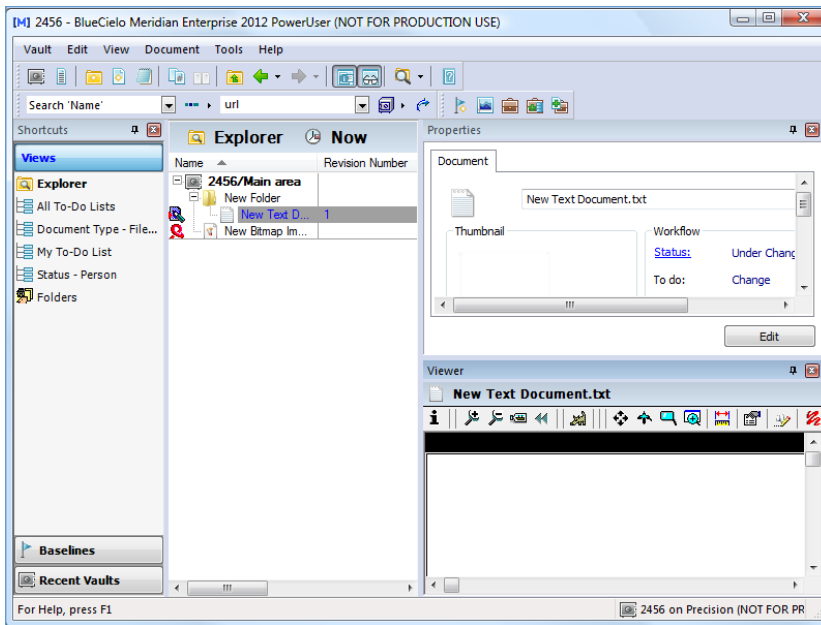 [M] 2456 - BlueCielo Meridian Enterprise 2012 PowerUser (NOT FOR PRODUCTION USE)
Vault Edit View Document Tools Help
Search 'Name' url
Shortcuts
Views
Explorer
All To-Do Lists
Document Type - File...
My To-Do List
Status - Person
Folders
Baselines
Recent Vaults
Explorer Now
Name Revision Number
2456/Main area
New Folder
New Text D... 1
New Bitmap Im...
Properties
Document
New Text Document.txt
Thumbnail
Workflow
Status: Under Chang
To do: Change
Edit
Viewer
New Text Document.txt
For Help, press F1
2456 on Precision (NOT FOR PR